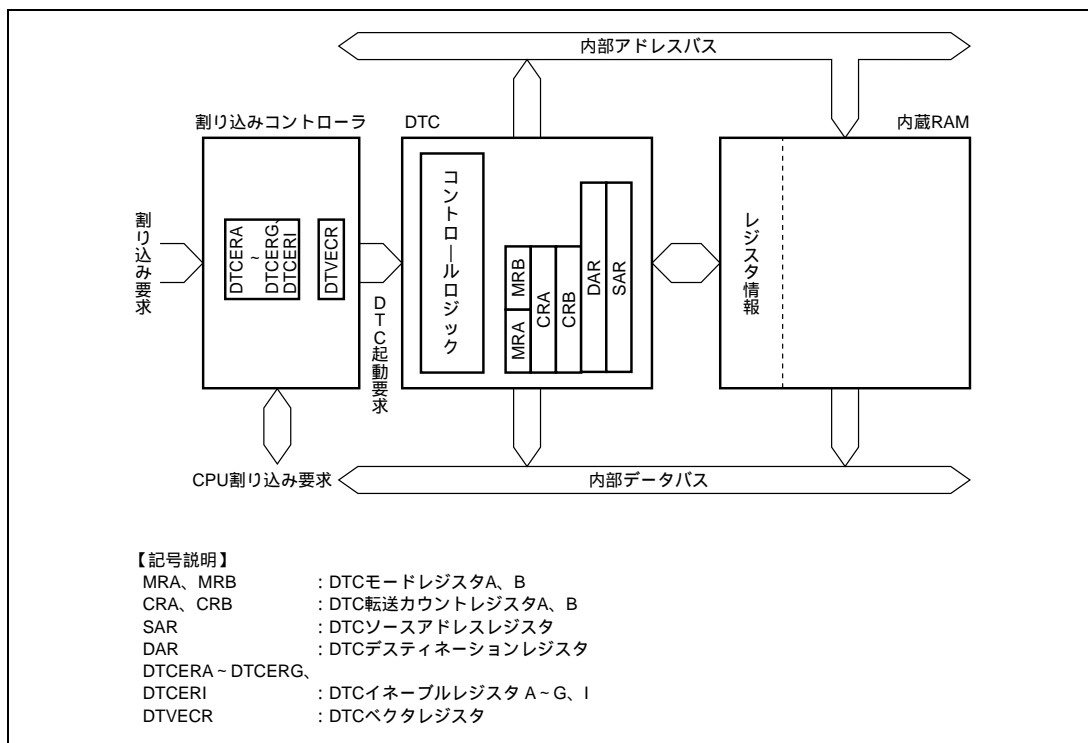 内部アドレスバス
割り込みコントローラ
DTC
内蔵RAM
割り込み要求
DTCERA
~
DTCERG、
DTCERI
DTVECR
DTC起動要求
コントロールロジック
MRA
MRB
CRA
CRB
DAR
SAR
レジスタ情報
CPU割り込み要求
内部データバス
【記号説明】
MRA、MRB :DTCモードレジスタA、B
CRA、CRB :DTC転送カウントレジスタA、B
SAR :DTCソースアドレスレジスタ
DAR :DTCデスティネーションレジスタ
DTCERA~DTCERG、
DTCERI :DTCイネーブルレジスタ A~G、I
DTVECR :DTCベクタレジスタ